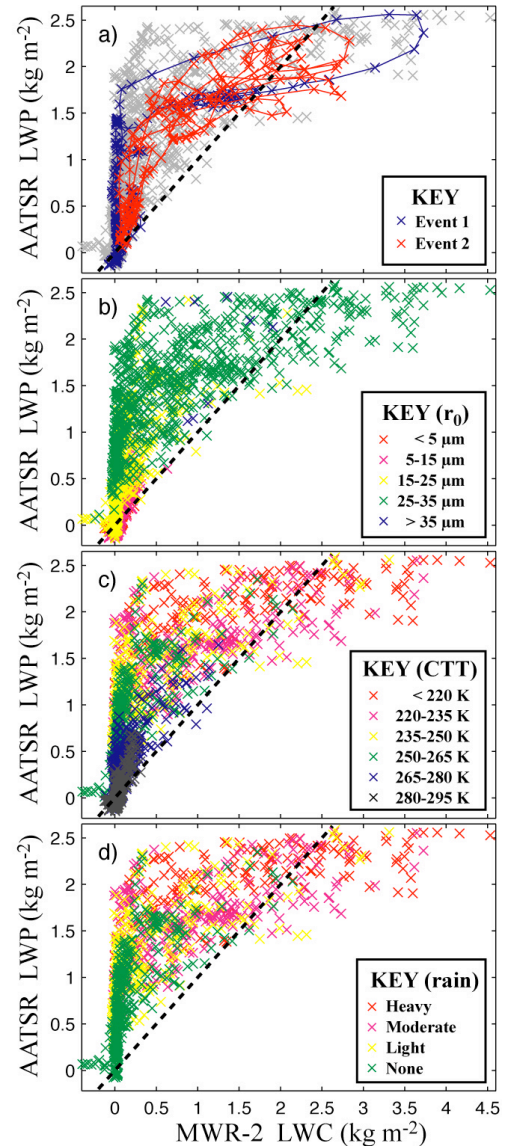 a)
AATSR LWP (kg m-2)
2.5
2
1.5
1
0.5
0
KEY
Event 1
Event 2
b)
AATSR LWP (kg m-2)
2.5
2
1.5
1
0.5
0
KEY (r0)
< 5 μm
5-15 μm
15-25 μm
25-35 μm
> 35 μm
c)
AATSR LWP (kg m-2)
2.5
2
1.5
1
0.5
0
KEY (CTT)
< 220 K
220-235 K
235-250 K
250-265 K
265-280 K
280-295 K
d)
AATSR LWP (kg m-2)
2.5
2
1.5
1
0.5
0
KEY (rain)
Heavy
Moderate
Light
None
0 0.5 1 1.5 2 2.5 3 3.5 4 4.5
MWR-2 LWC (kg m-2)